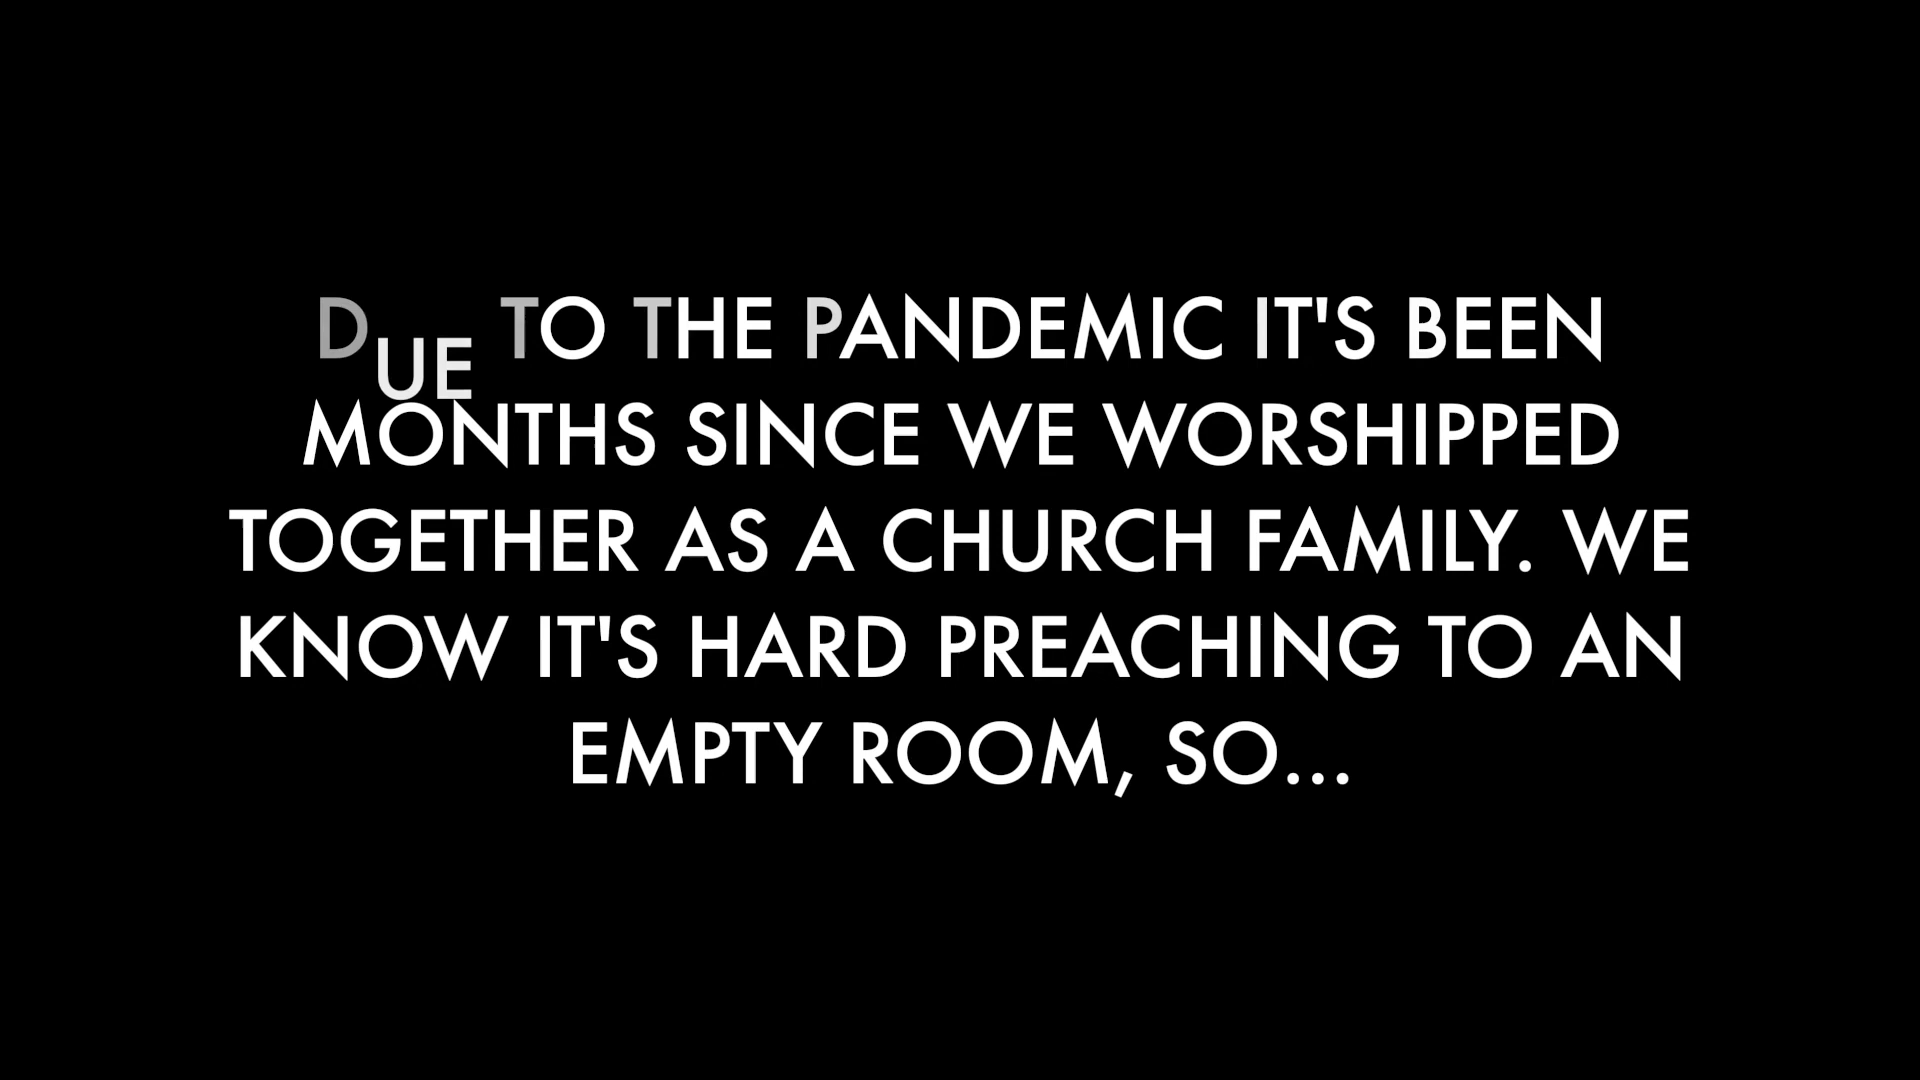 DUE TO THE PANDEMIC IT'S BEEN
MONTHS SINCE WE WORSHIPPED
TOGETHER AS A CHURCH FAMILY. WE
KNOW IT'S HARD PREACHING TO AN
EMPTY ROOM, SO...